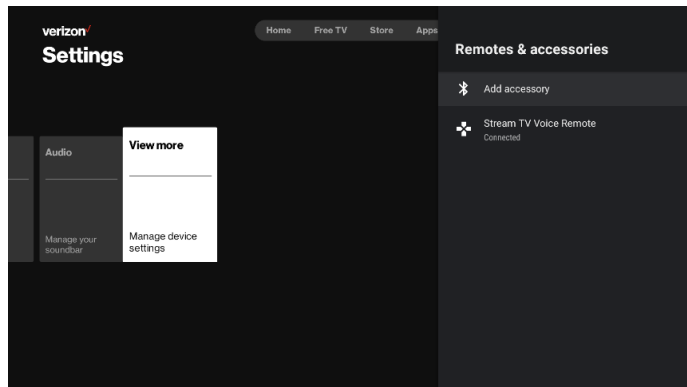 verizon✓
Settings
Home Free TV Store Apps
Audio
Manage your
soundbar
View more
Manage device
settings
Remotes & accessories
Add accessory
Stream TV Voice Remote
Connected